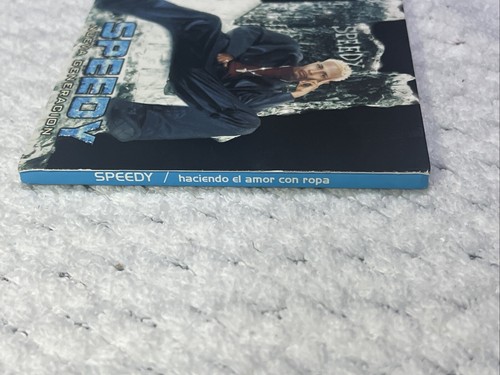 SPEEDY
GENERACION
SPEEDY
SPEEDY / haciendo el amor con ropa